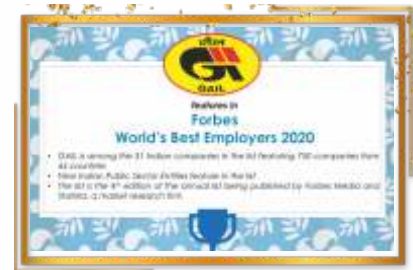 गेल
GAIL
features in
Forbes
World's Best Employers 2020
• GAIL is among the 21 Indian companies in the list featuring 750 companies from
45 countries
• Nine Indian Public Sector Entities feature in the list
• The list is the 4th edition of the annual list being published by Forbes Media and
Statista, a market research firm